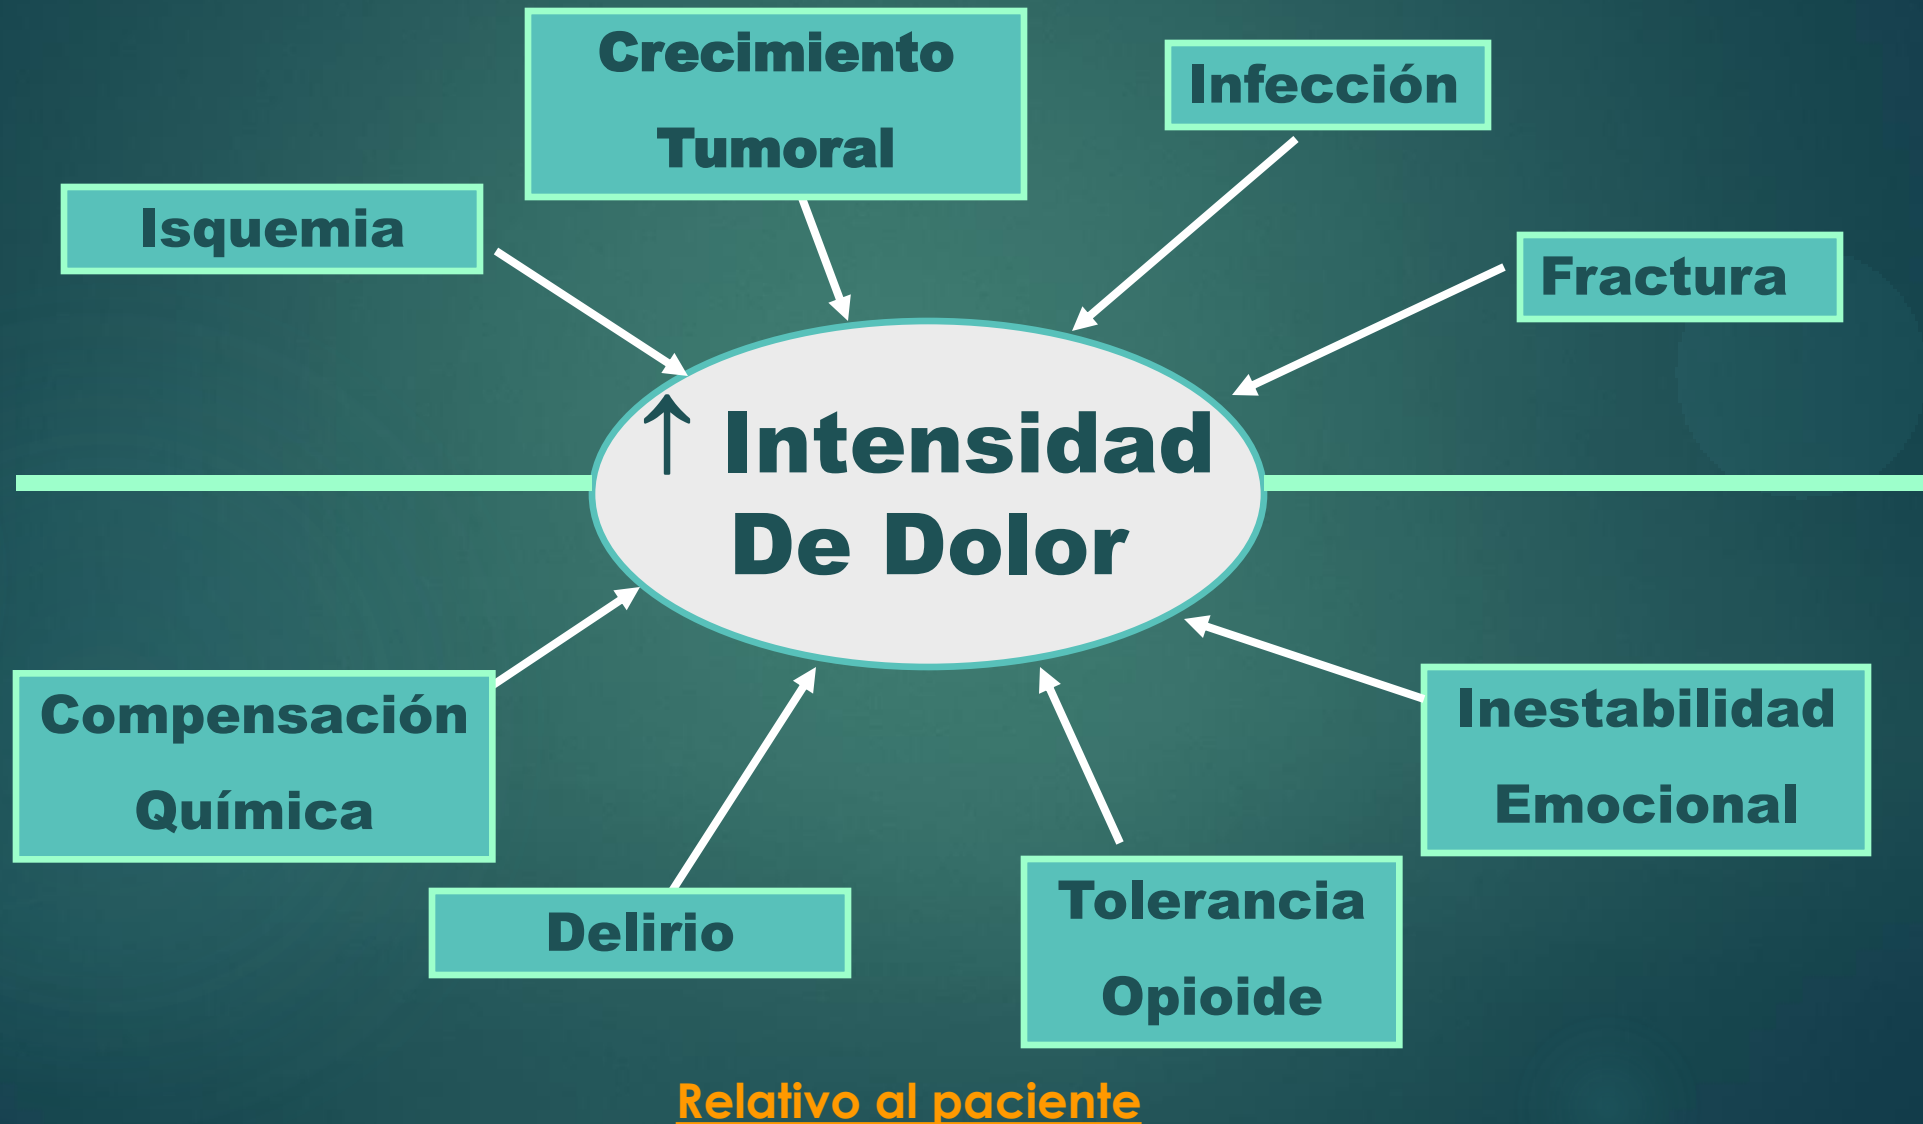 Crecimiento
Tumoral
Infección
Isquemia
Fractura
↑ Intensidad
De Dolor
Compensación
Química
Inestabilidad
Emocional
Delirio
Tolerancia
Opioide
Relativo al paciente